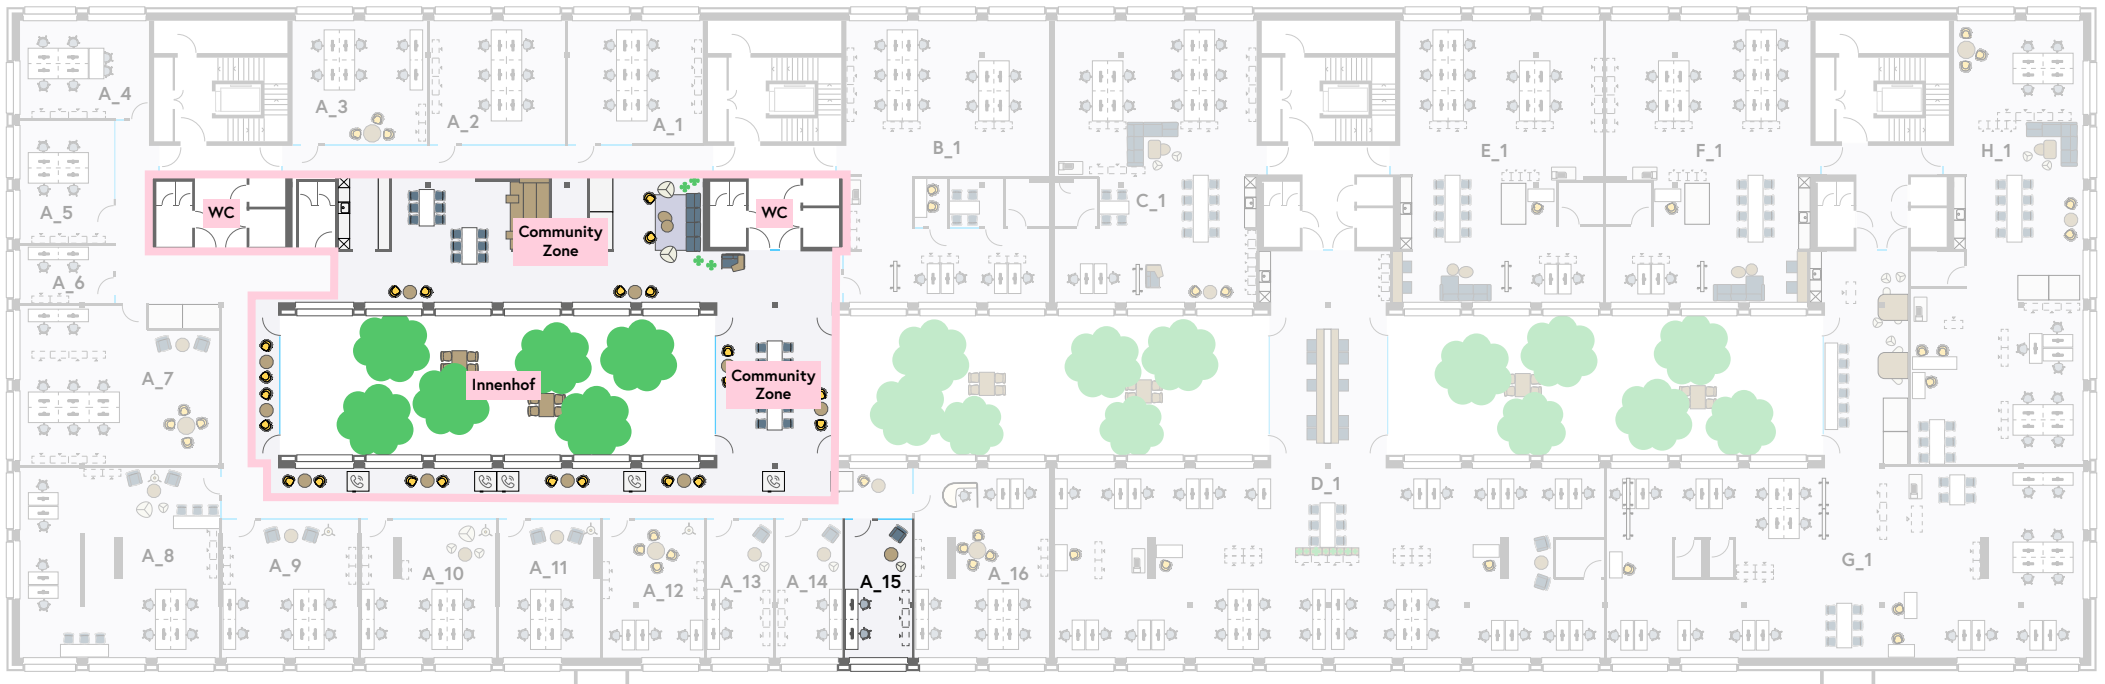 A_4
A_3
A_2
A_1
B_1
E_1
F_1
H_1
A_5
WC
WC
C_1
Community
Zone
A_6
A_7
Innenhof
Community
Zone
D_1
A_8
A_9
A_10
A_11
A_12
A_13
A_14
A_15
A_16
G_1